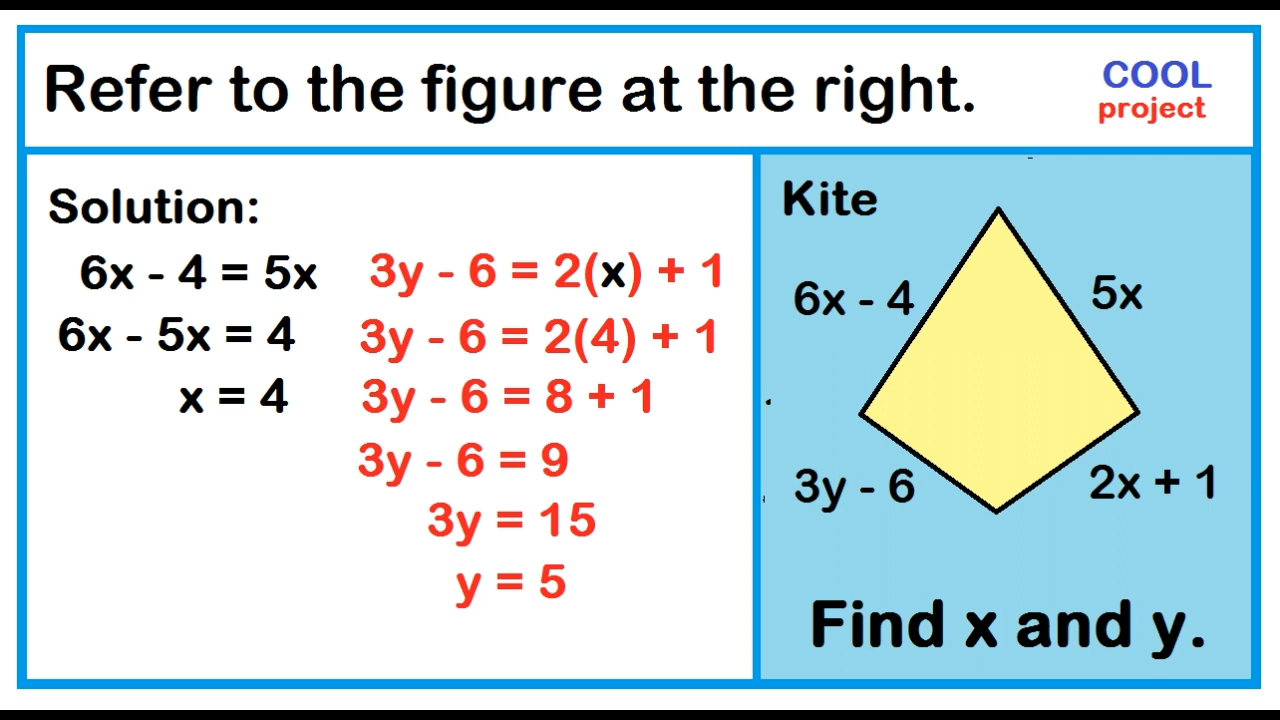 Refer to the figure at the right.
COOL
project
Solution:
6x - 4 = 5x
6x - 5x = 4
x = 4
3y - 6 = 2(x) + 1
3y - 6 = 2(4) + 1
3y - 6 = 8 + 1
3y - 6 = 9
3y = 15
y = 5
Kite
6x - 4
5x
3y - 6
2x + 1
Find x and y.